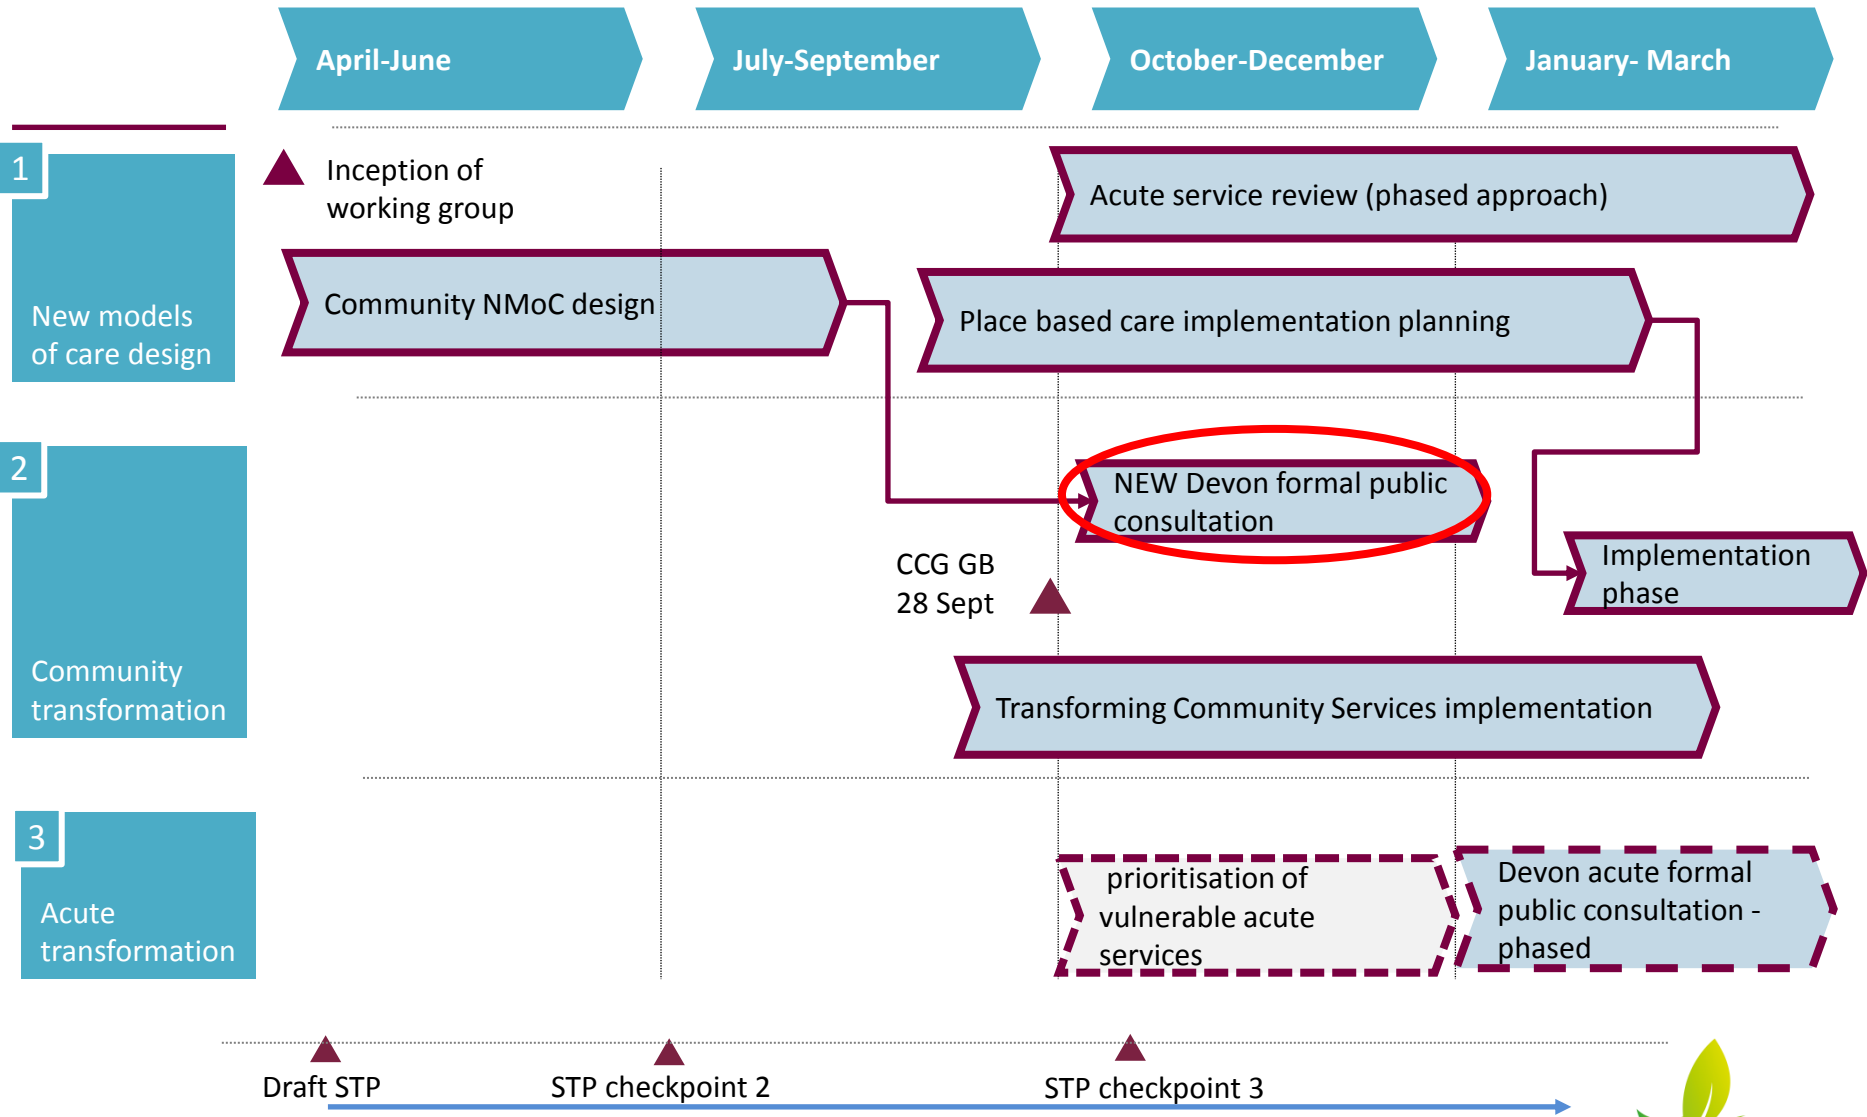 April-June
July-September
October-December
January- March
1
New models
of care design
Inception of
working group
Acute service review (phased approach)
Community NMoC design
Place based care implementation planning
2
Community
transformation
NEW Devon formal public
consultation
CCG GB
28 Sept
Implementation
phase
Transforming Community Services implementation
3
Acute
transformation
prioritisation of
vulnerable acute
services
Devon acute formal
public consultation -
phased
Draft STP
STP checkpoint 2
STP checkpoint 3